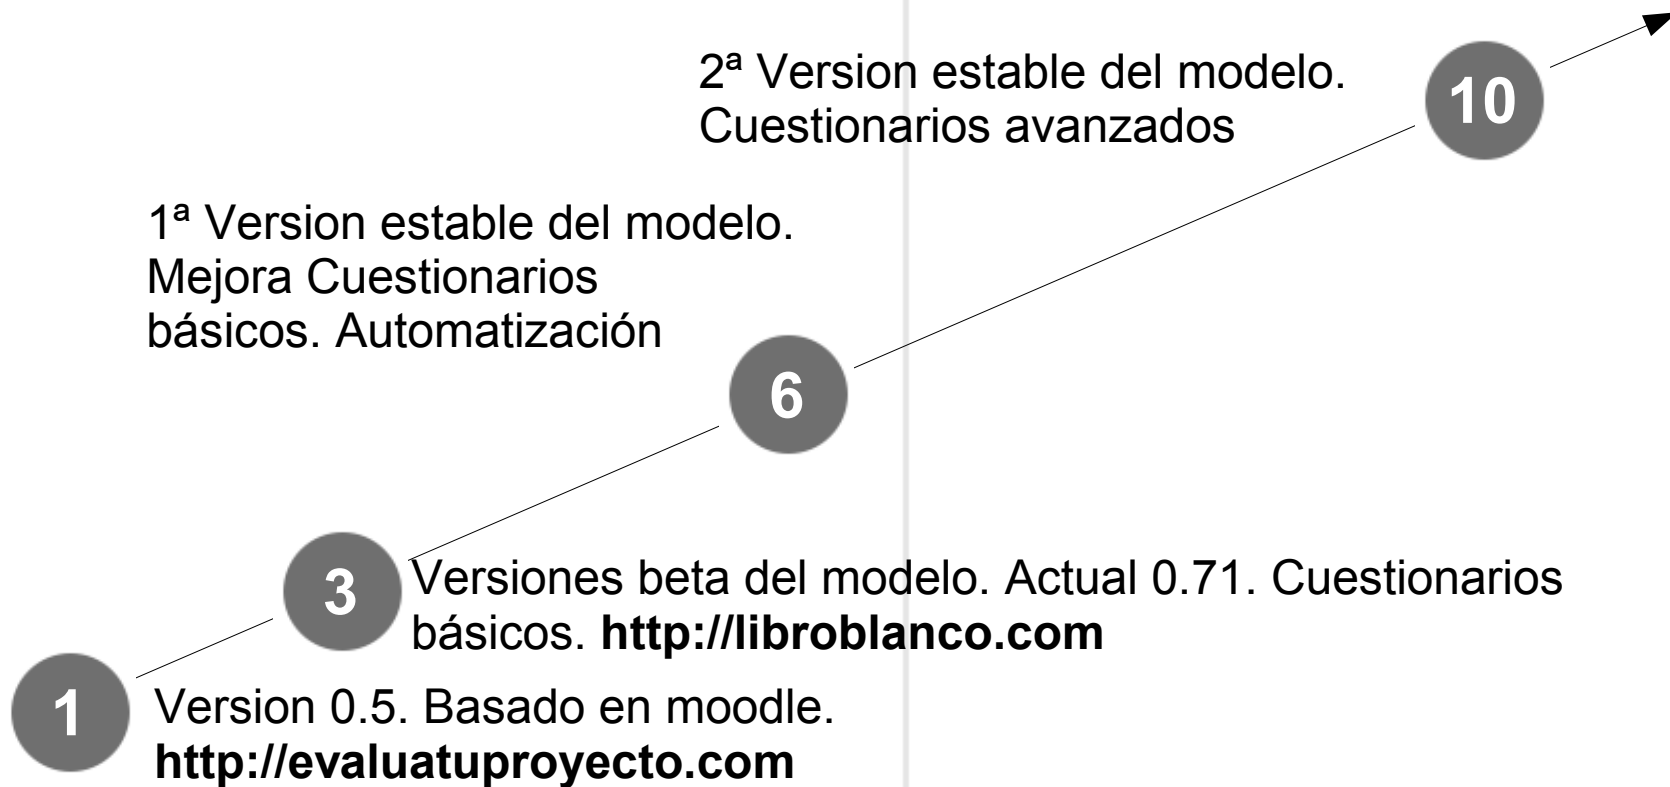 2ª Version estable del modelo.
Cuestionarios avanzados
10
1ª Version estable del modelo.
Mejora Cuestionarios
básicos. Automatización
6
3
Versiones beta del modelo. Actual 0.71. Cuestionarios
básicos. http://libroblanco.com
1
Version 0.5. Basado en moodle.
http://evaluatuproyecto.com